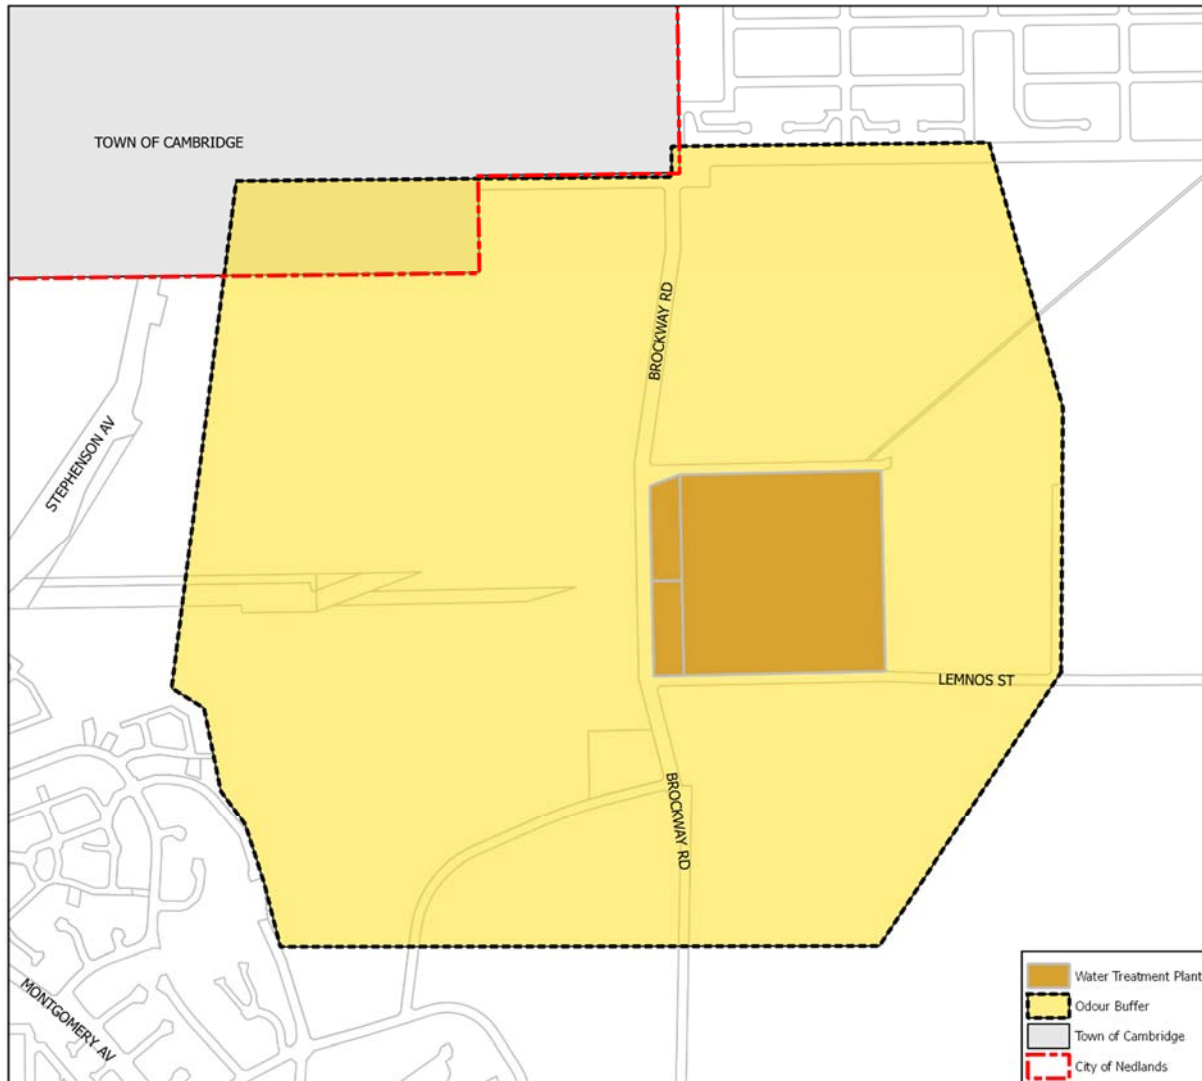 TOWN OF CAMBRIDGE
BROCKWAY RD
STEPHENSON AV
LEMNOS ST
BROCKWAY RD
MONTGOMERY AV
Water Treatment Plant
Odour Buffer
Town of Cambridge
City of Nedlands